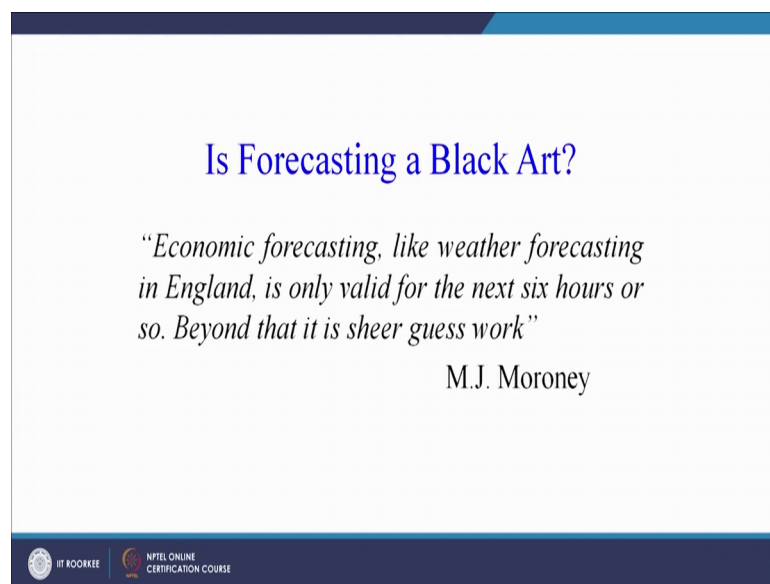 Is Forecasting a Black Art?
“Economic forecasting, like weather forecasting
in England, is only valid for the next six hours or
so. Beyond that it is sheer guess work”
M.J. Moroney
IIT ROORKEE
NPTEL ONLINE
CERTIFICATION COURSE